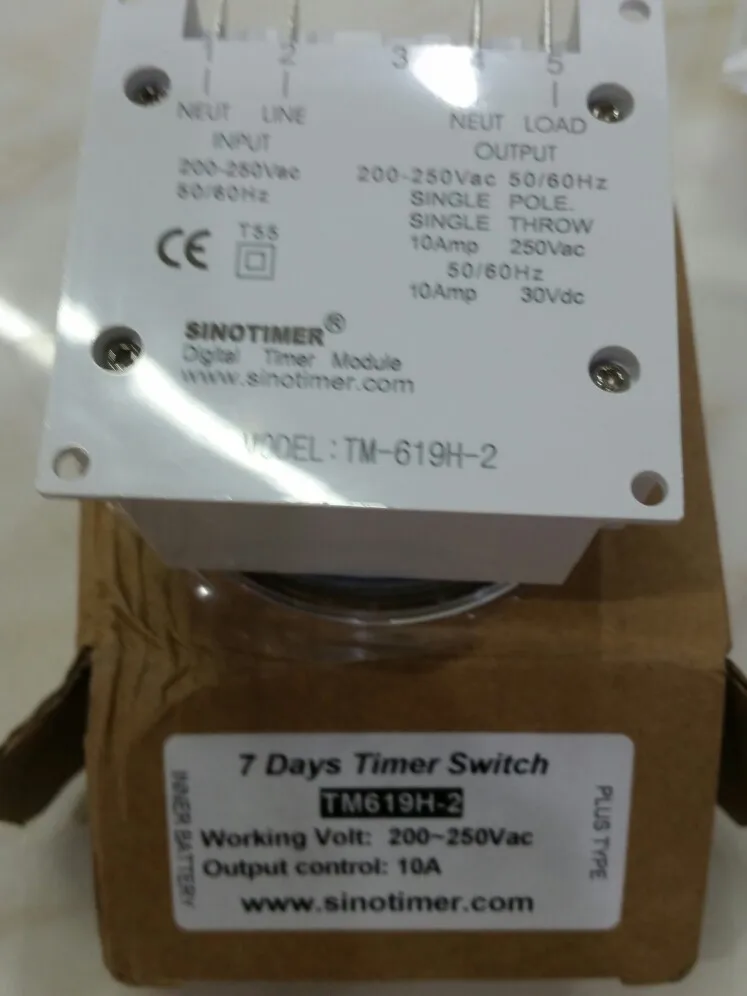 1 2 3 4 5
NEUT LINE
INPUT
200-250Vac
50/60Hz
NEUT LOAD
OUTPUT
200-250Vac 50/60Hz
SINGLE POLE.
SINGLE THROW
10Amp 250Vac
50/60Hz
10Amp 30Vdc
CE
T55
SINOTIMER®
Digital Timer Module
www.sinotimer.com
MODEL:TM-619H-2
7 Days Timer Switch
TM619H-2
Working Volt: 200~250Vac
Output control: 10A
www.sinotimer.com
INNER BATTERY
PLUS TYPE